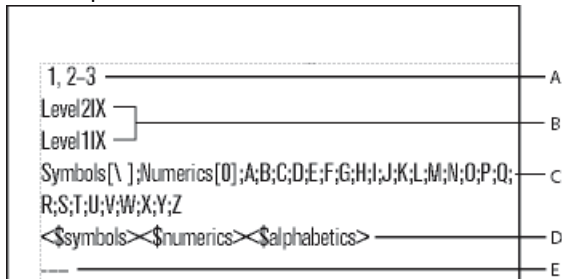 1, 2–3
A
Level2IX
B
Level1IX
Symbols[\ ];Numerics[0];A;B;C;D;E;F;G;H;I;J;K;L;M;N;O;P;Q;
C
R;S;T;U;V;W;X;Y;Z
<$symbols><$numerics><$alphabetics>
D
---
E